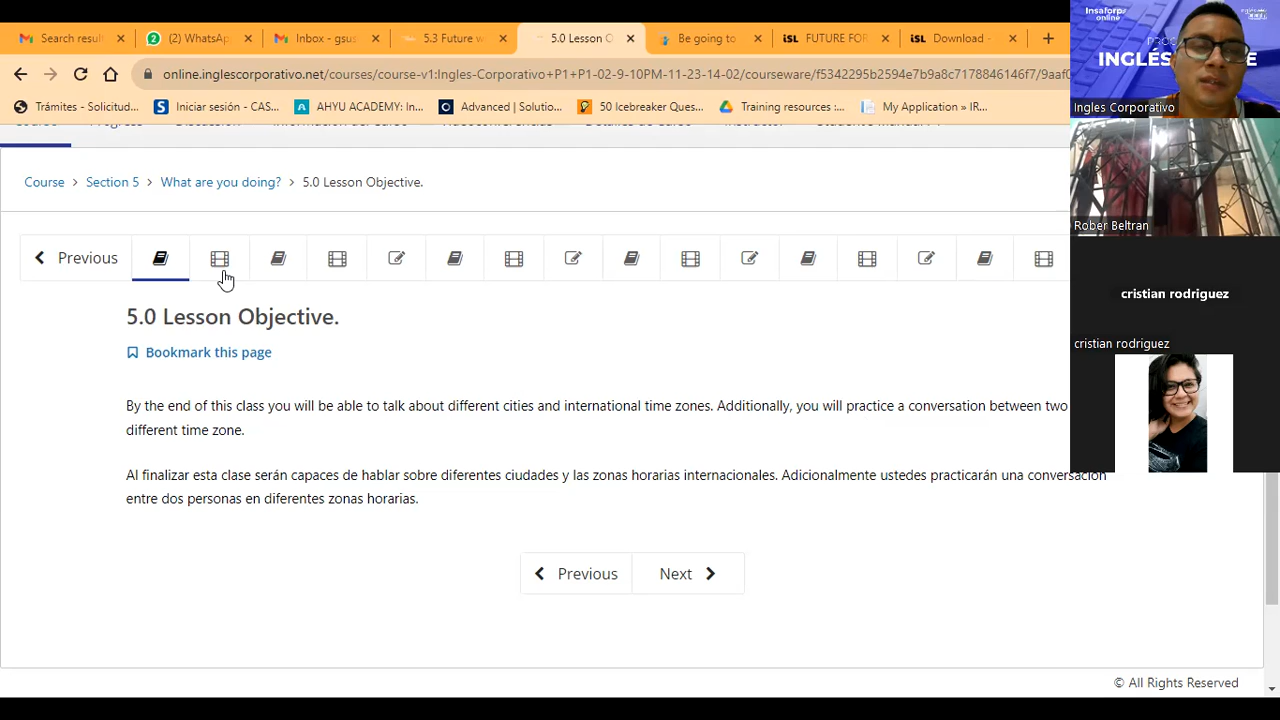 Search resul
(2) WhatsAp
Inbox - gsus
5.3 Future w
5.0 Lesson O
Be going to
ISL FUTURE FOR
ISL Download -
online.inglescorporativo.net/courses/course-v1:Ingles-Corporativo+P1+P1-02-9-10PM-11-23-14-02/courseware/f5342295b2594e7b9a8c7178846146f7/9aaf0
Trámites - Solicitud...
Iniciar sesión - CAS...
AHYU ACADEMY: In...
Advanced | Solutio...
50 Icebreaker Ques...
Training resources :...
My Application » IR...
Course > Section 5 > What are you doing? > 5.0 Lesson Objective.
Previous
5.0 Lesson Objective.
Bookmark this page
By the end of this class you will be able to talk about different cities and international time zones. Additionally, you will practice a conversation between two
different time zone.
Al finalizar esta clase serán capaces de hablar sobre diferentes ciudades y las zonas horarias internacionales. Adicionalmente ustedes practicarán una conversación
entre dos personas en diferentes zonas horarias.
Previous
Next
© All Rights Reserved
Insaforp
online
INGLÉS
E
Ingles Corporativo
Rober Beltran
cristian rodriguez
cristian rodriguez